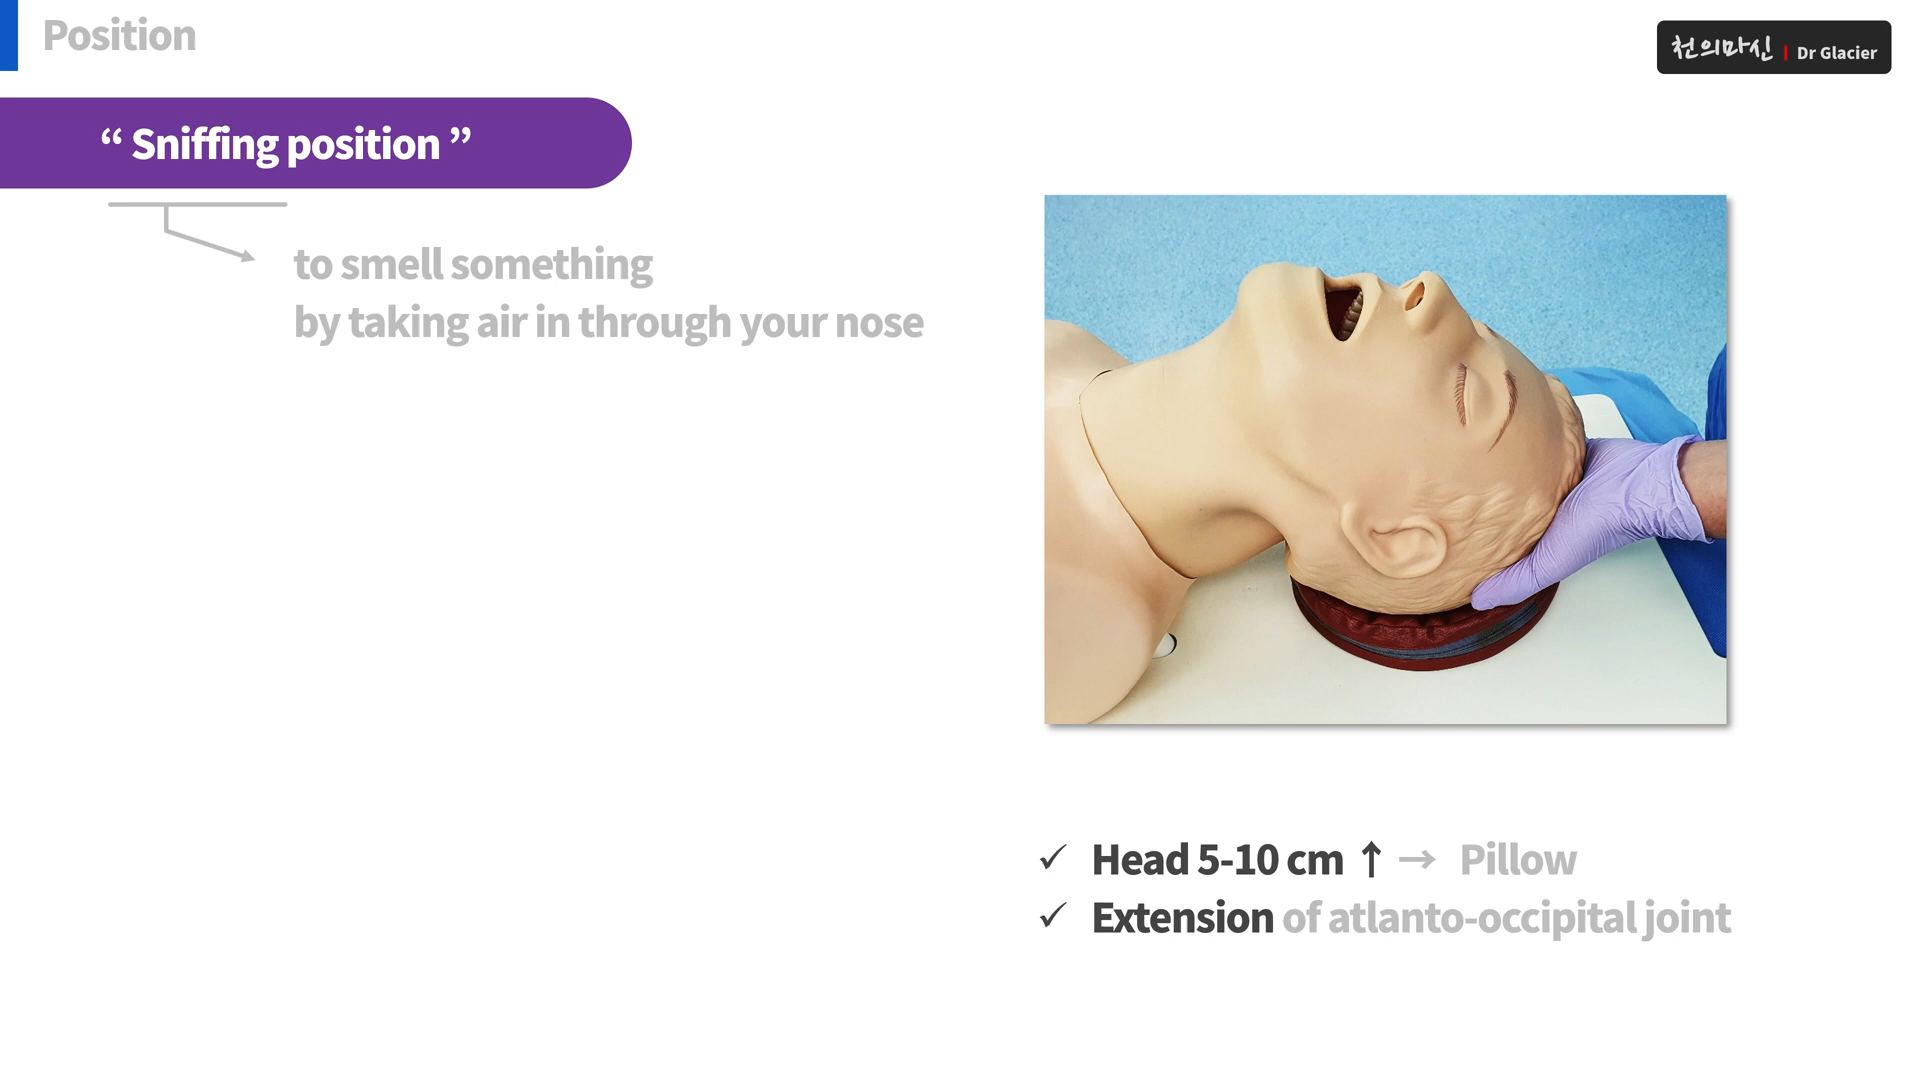 Position
천의마신 | Dr Glacier
“ Sniffing position ”
to smell something
by taking air in through your nose
✓ Head 5-10 cm ↑ → Pillow
✓ Extension of atlanto-occipital joint